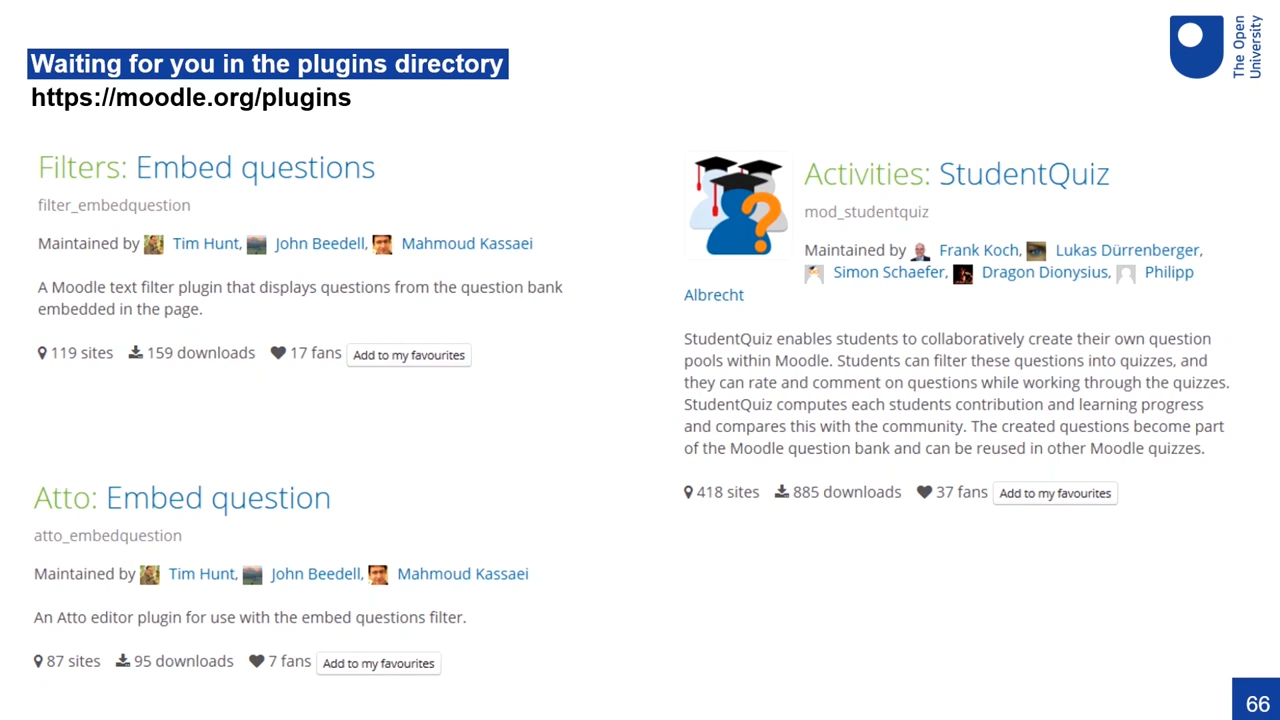 Waiting for you in the plugins directory
https://moodle.org/plugins
The Open
University
Filters: Embed questions
filter_embedquestion
Maintained by Tim Hunt, John Beedell, Mahmoud Kassaei
A Moodle text filter plugin that displays questions from the question bank
embedded in the page.
119 sites 159 downloads 17 fans Add to my favourites
Atto: Embed question
atto_embedquestion
Maintained by Tim Hunt, John Beedell, Mahmoud Kassaei
An Atto editor plugin for use with the embed questions filter.
87 sites 95 downloads 7 fans Add to my favourites
Activities: StudentQuiz
mod_studentquiz
Maintained by Frank Koch, Lukas Dürrenberger,
Simon Schaefer, Dragon Dionysius, Philipp
Albrecht
StudentQuiz enables students to collaboratively create their own question
pools within Moodle. Students can filter these questions into quizzes, and
they can rate and comment on questions while working through the quizzes.
StudentQuiz computes each students contribution and learning progress
and compares this with the community. The created questions become part
of the Moodle question bank and can be reused in other Moodle quizzes.
418 sites 885 downloads 37 fans Add to my favourites
66